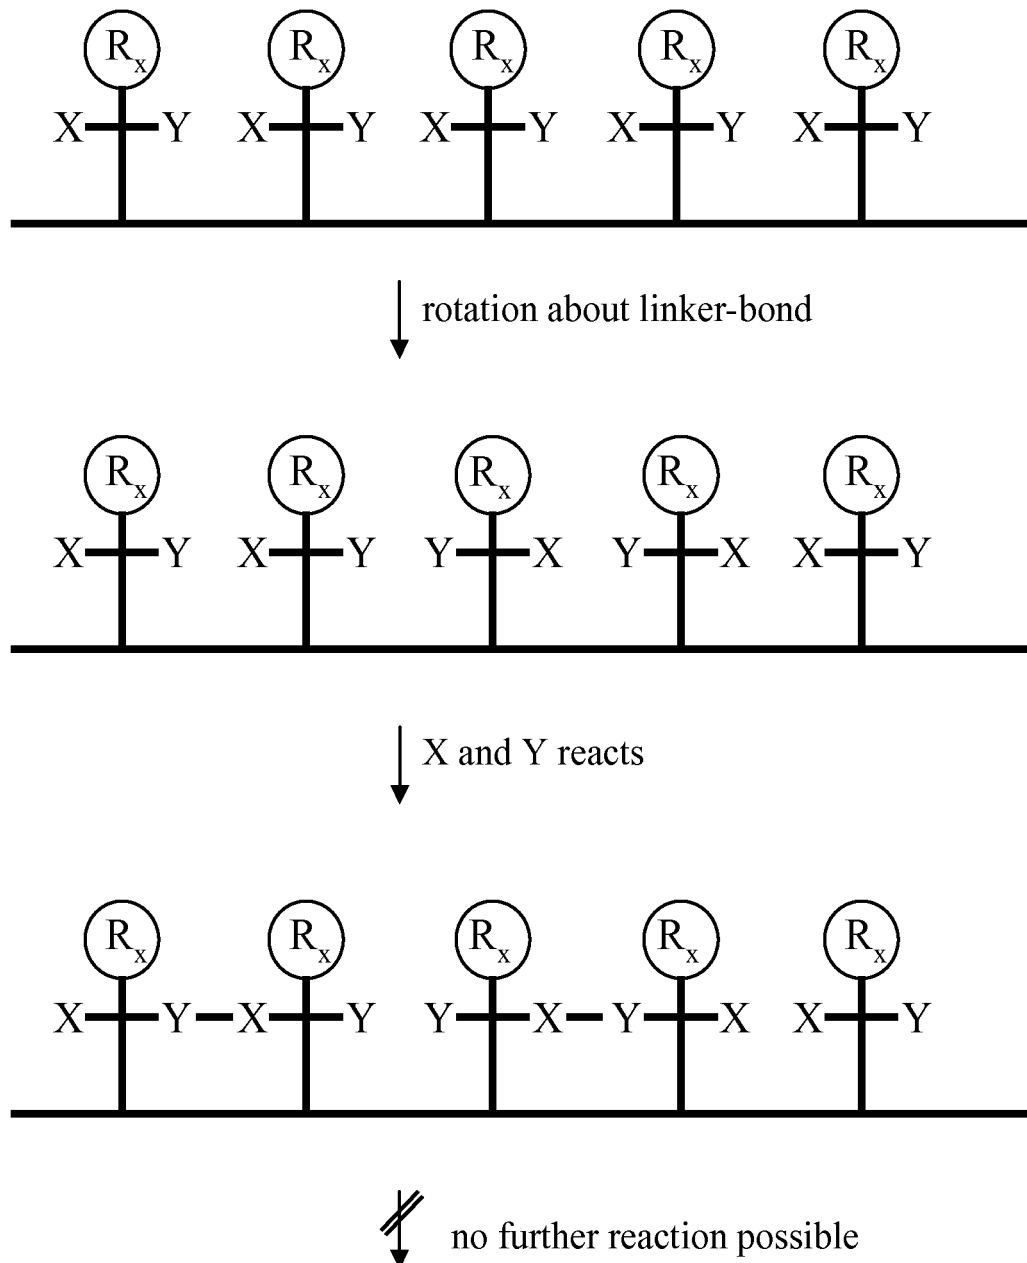 Rx Rx Rx Rx Rx
X Y X Y X Y X Y X Y
rotation about linker-bond
Rx Rx Rx Rx Rx
X Y X Y Y X Y X X Y
X and Y reacts
Rx Rx Rx Rx Rx
X Y X Y Y X Y X X Y
no further reaction possible